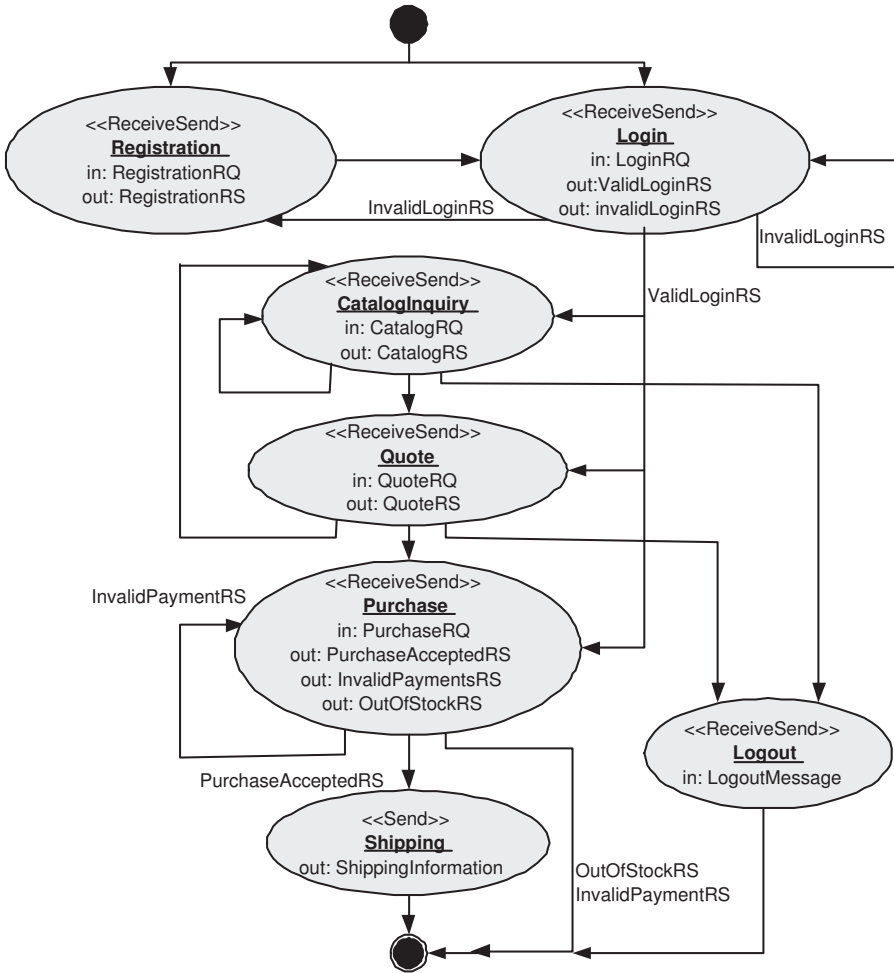 <<ReceiveSend>>
Registration
in: RegistrationRQ
out: RegistrationRS
<<ReceiveSend>>
Login
in: LoginRQ
out:ValidLoginRS
out: invalidLoginRS
InvalidLoginRS
InvalidLoginRS
ValidLoginRS
<<ReceiveSend>>
CatalogInquiry
in: CatalogRQ
out: CatalogRS
<<ReceiveSend>>
Quote
in: QuoteRQ
out: QuoteRS
InvalidPaymentRS
<<ReceiveSend>>
Purchase
in: PurchaseRQ
out: PurchaseAcceptedRS
out: InvalidPaymentsRS
out: OutOfStockRS
<<ReceiveSend>>
Logout
in: LogoutMessage
PurchaseAcceptedRS
<<Send>>
Shipping
out: ShippingInformation
OutOfStockRS
InvalidPaymentRS